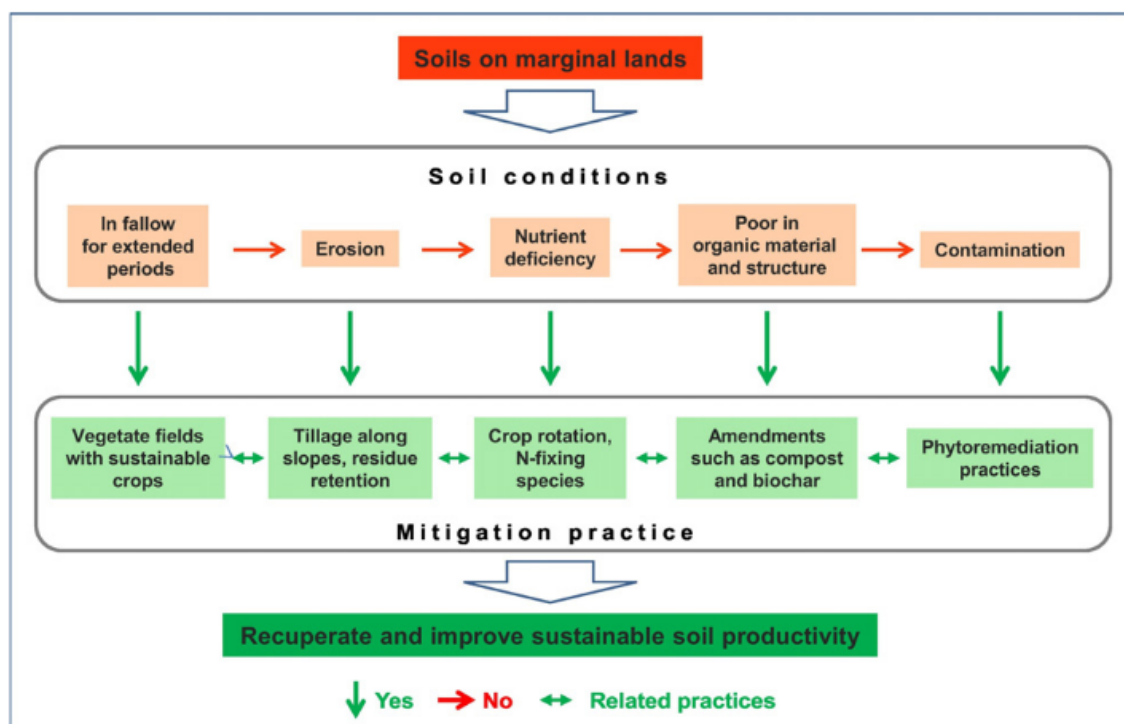 Soils on marginal lands
Soil conditions
In fallow
for extended
periods
Erosion
Nutrient
deficiency
Poor in
organic material
and structure
Contamination
Vegetate fields
with sustainable
crops
Tillage along
slopes, residue
retention
Crop rotation,
N-fixing
species
Amendments
such as compost
and biochar
Phytoremediation
practices
Mitigation practice
Recuperate and improve sustainable soil productivity
Yes No Related practices